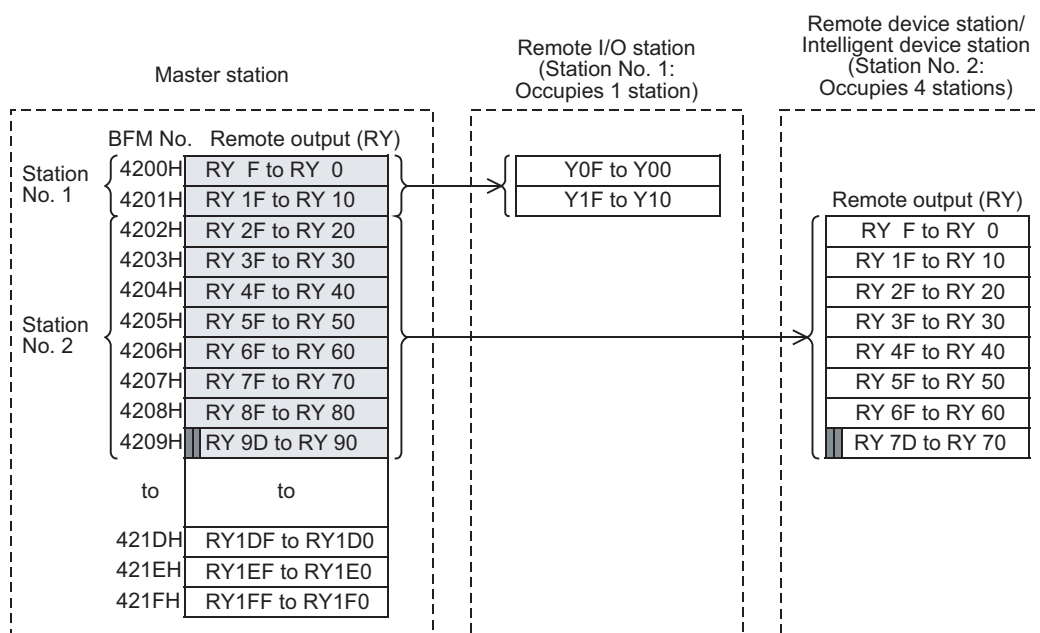 Master station
Remote I/O station
(Station No. 1:
Occupies 1 station)
Remote device station/
Intelligent device station
(Station No. 2:
Occupies 4 stations)
BFM No. Remote output (RY)
Station
No. 1
4200H RY F to RY 0
4201H RY 1F to RY 10
Station
No. 2
4202H RY 2F to RY 20
4203H RY 3F to RY 30
4204H RY 4F to RY 40
4205H RY 5F to RY 50
4206H RY 6F to RY 60
4207H RY 7F to RY 70
4208H RY 8F to RY 80
4209H RY 9D to RY 90
to to
421DH RY1DF to RY1D0
421EH RY1EF to RY1E0
421FH RY1FF to RY1F0
Y0F to Y00
Y1F to Y10
Remote output (RY)
RY F to RY 0
RY 1F to RY 10
RY 2F to RY 20
RY 3F to RY 30
RY 4F to RY 40
RY 5F to RY 50
RY 6F to RY 60
RY 7D to RY 70